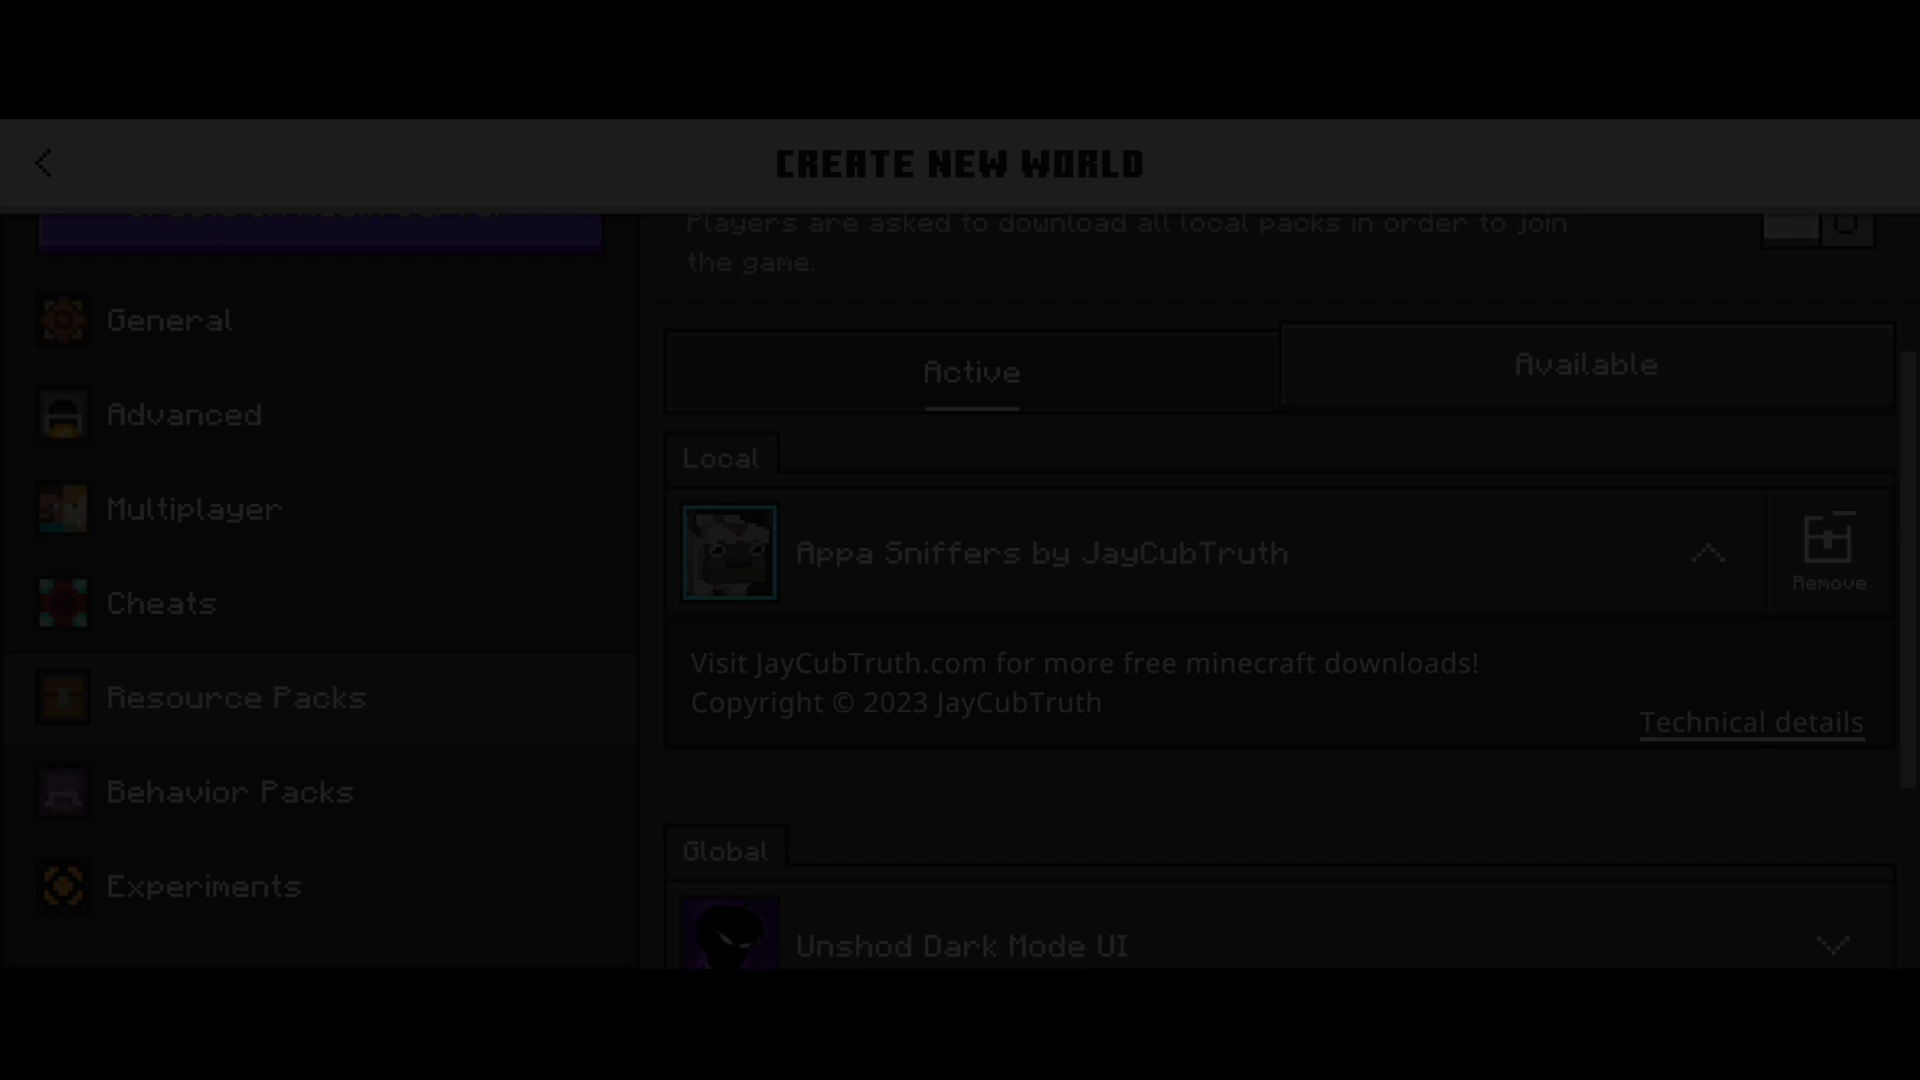 CREATE NEW WORLD
Players are asked to download all local packs in order to join
the game.
General
Advanced
Multiplayer
Cheats
Resource Packs
Behavior Packs
Experiments
Active
Available
Local
Appa Sniffers by JayCubTruth
Remove
Visit JayCubTruth.com for more free minecraft downloads!
Copyright © 2023 JayCubTruth
Technical details
Global
Unshod Dark Mode UI